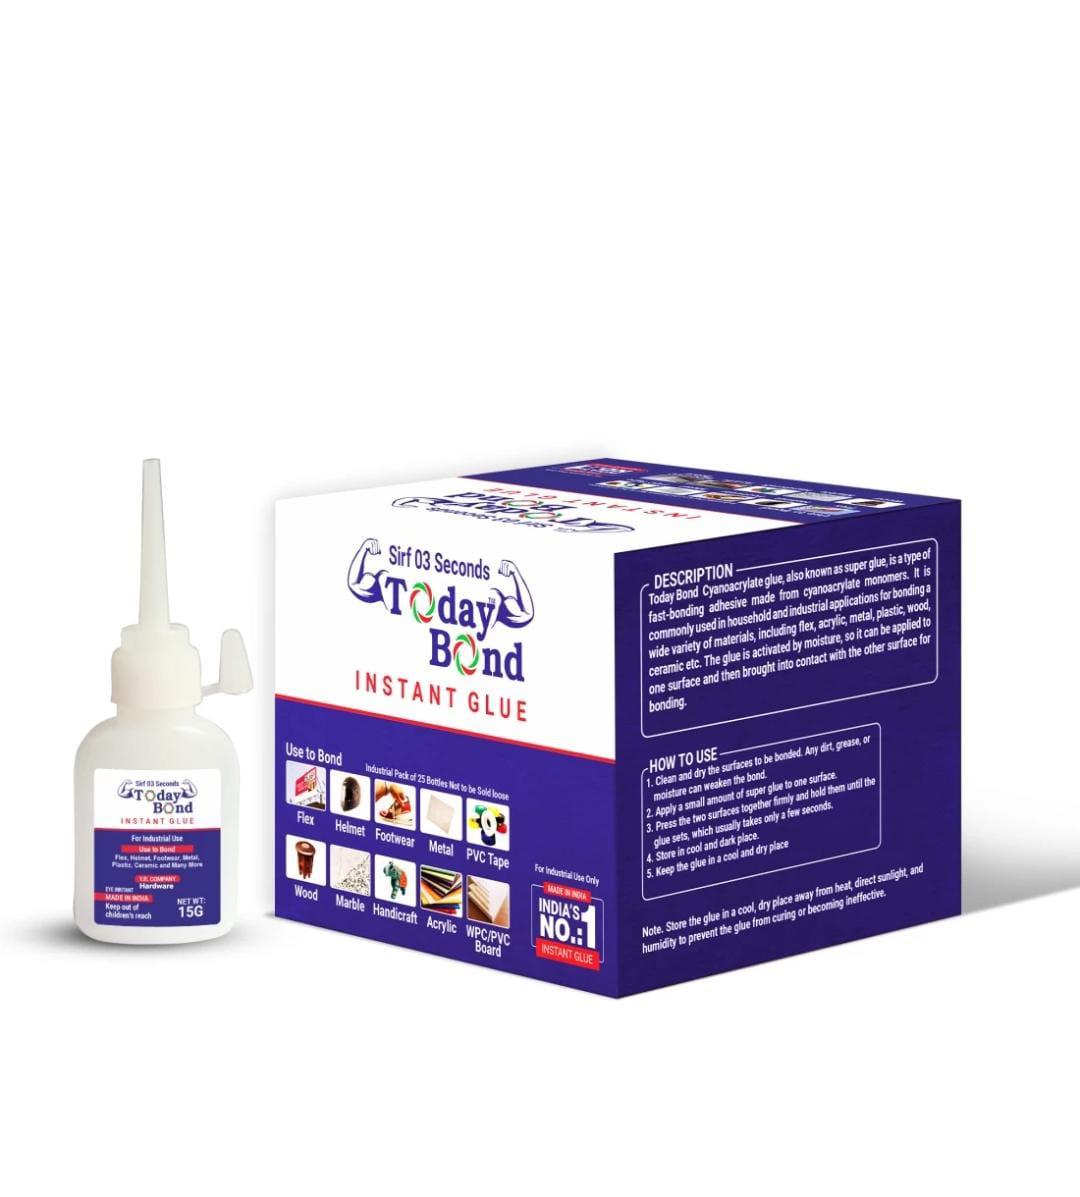 Sirf 03 Seconds
Today
Bond
INSTANT GLUE
For Industrial Use
Use to Bond
Flex, Helmet, Footwear, Metal,
Plastic, Ceramic and Many More
Y.R. COMPANY
Hardware
EYE IRRITANT
MADE IN INDIA
Keep out of
children's reach
NET WT:
15G
INSTANT GLUE
Today
Bond
Sirf 03 Seconds
Sirf 03 Seconds
Today™
Bond
INSTANT GLUE
Use to Bond
Industrial Pack of 25 Bottles Not to be Sold loose
Flex
Helmet
Footwear
Metal
PVC Tape
Wood
Marble
Handicraft
Acrylic
WPC/PVC
Board
For Industrial Use Only
MADE IN INDIA
INDIA'S
NO.:1
INSTANT GLUE
DESCRIPTION
Today Bond Cyanoacrylate glue, also known as super glue, is a type of
fast-bonding adhesive made from cyanoacrylate monomers. It is
commonly used in household and industrial applications for bonding a
wide variety of materials, including flex, acrylic, metal, plastic, wood,
ceramic etc. The glue is activated by moisture, so it can be applied to
one surface and then brought into contact with the other surface for
bonding.
HOW TO USE
1. Clean and dry the surfaces to be bonded. Any dirt, grease, or
moisture can weaken the bond.
2. Apply a small amount of super glue to one surface.
3. Press the two surfaces together firmly and hold them until the
glue sets, which usually takes only a few seconds.
4. Store in cool and dark place.
5. Keep the glue in a cool and dry place
Note. Store the glue in a cool, dry place away from heat, direct sunlight, and
humidity to prevent the glue from curing or becoming ineffective.